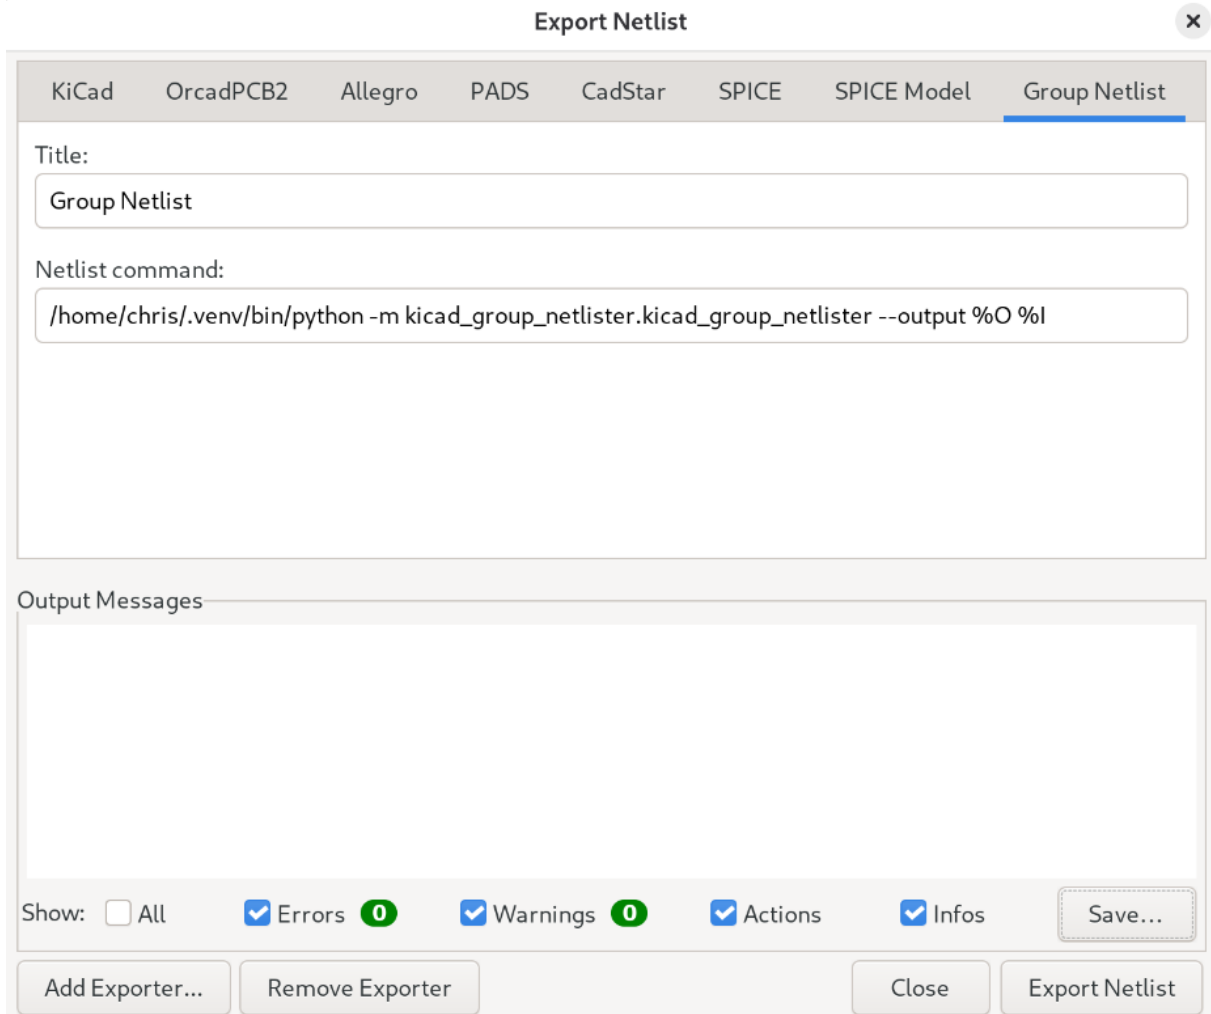 Export Netlist
KiCad OrcadPCB2 Allegro PADS CadStar SPICE SPICE Model Group Netlist
Title:
Group Netlist
Netlist command:
/home/chris/.venv/bin/python -m kicad_group_netlister.kicad_group_netlister --output %O %I
Output Messages
Show: All Errors 0 Warnings 0 Actions Infos Save...
Add Exporter... Remove Exporter Close Export Netlist